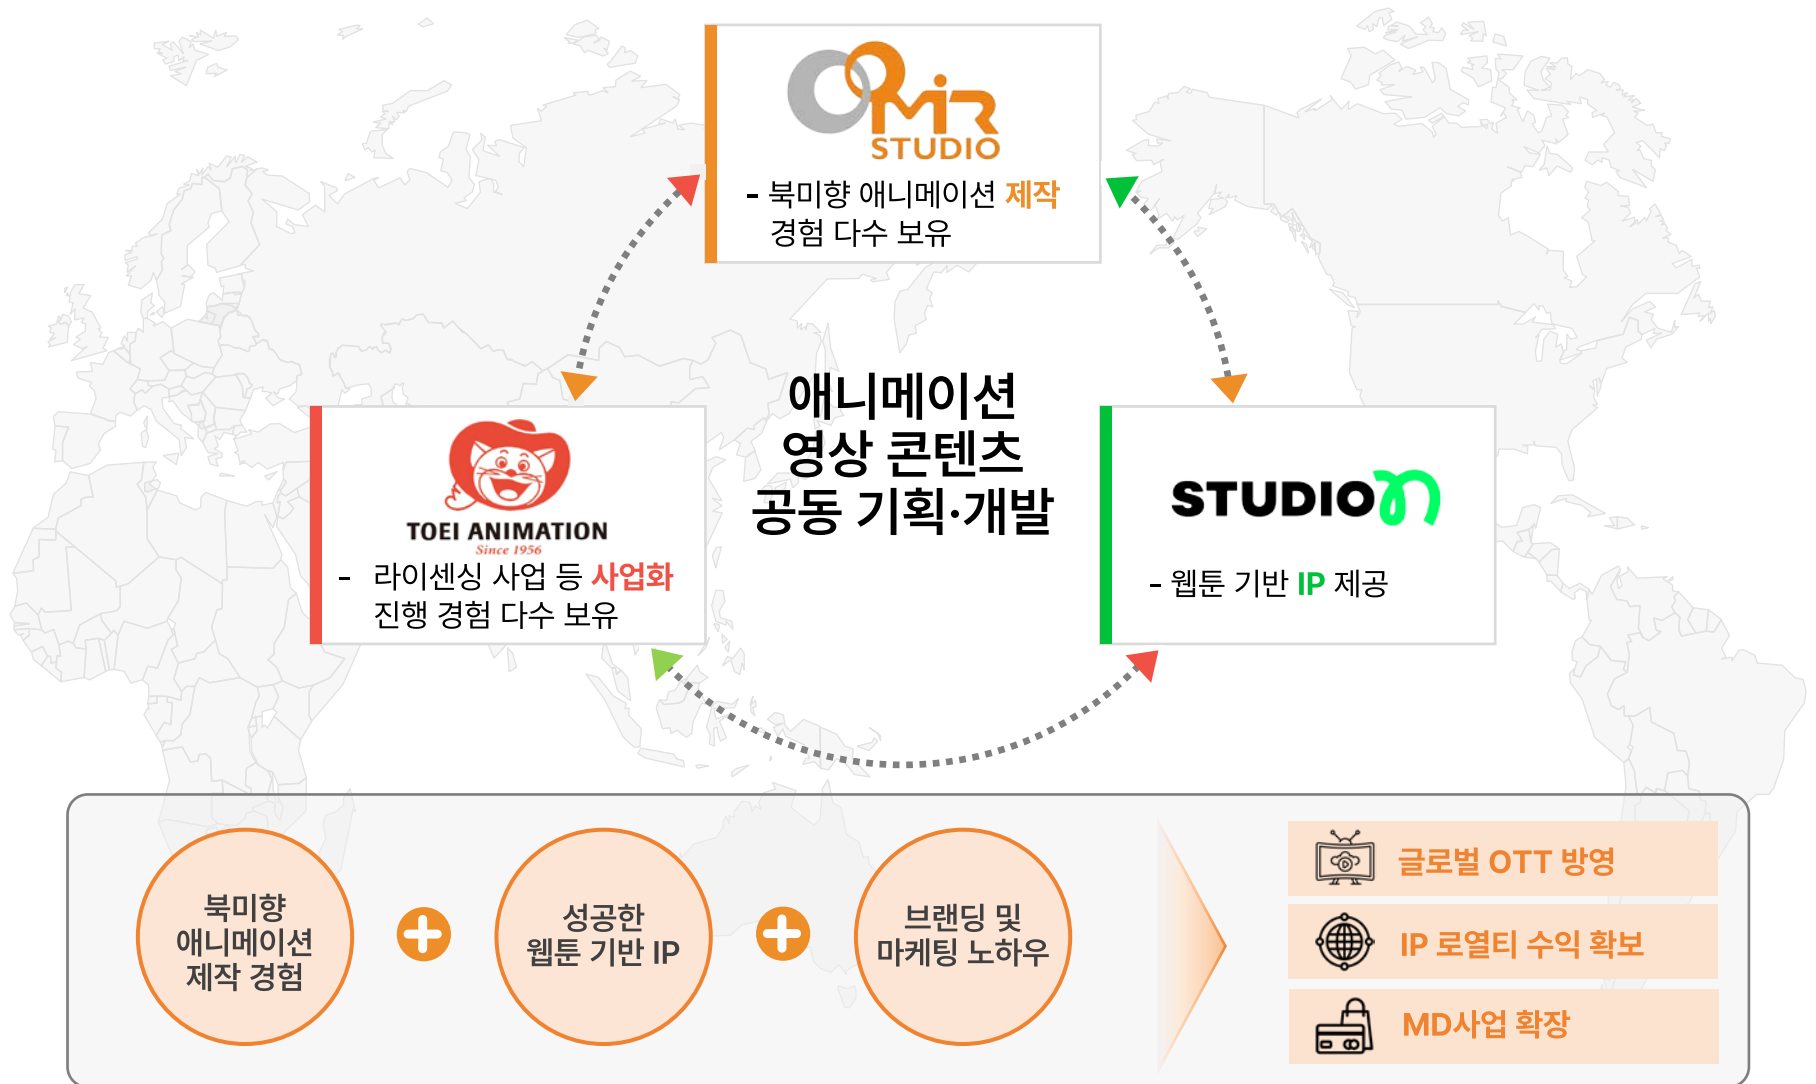 MIR
STUDIO
- 북미향 애니메이션 제작
경험 다수 보유
애니메이션
영상 콘텐츠
공동 기획·개발
TOEI ANIMATION
Since 1956
- 라이센싱 사업 등 사업화
진행 경험 다수 보유
STUDIO n
- 웹툰 기반 IP 제공
북미향
애니메이션
제작 경험
성공한
웹툰 기반 IP
브랜딩 및
마케팅 노하우
글로벌 OTT 방영
IP 로열티 수익 확보
MD사업 확장